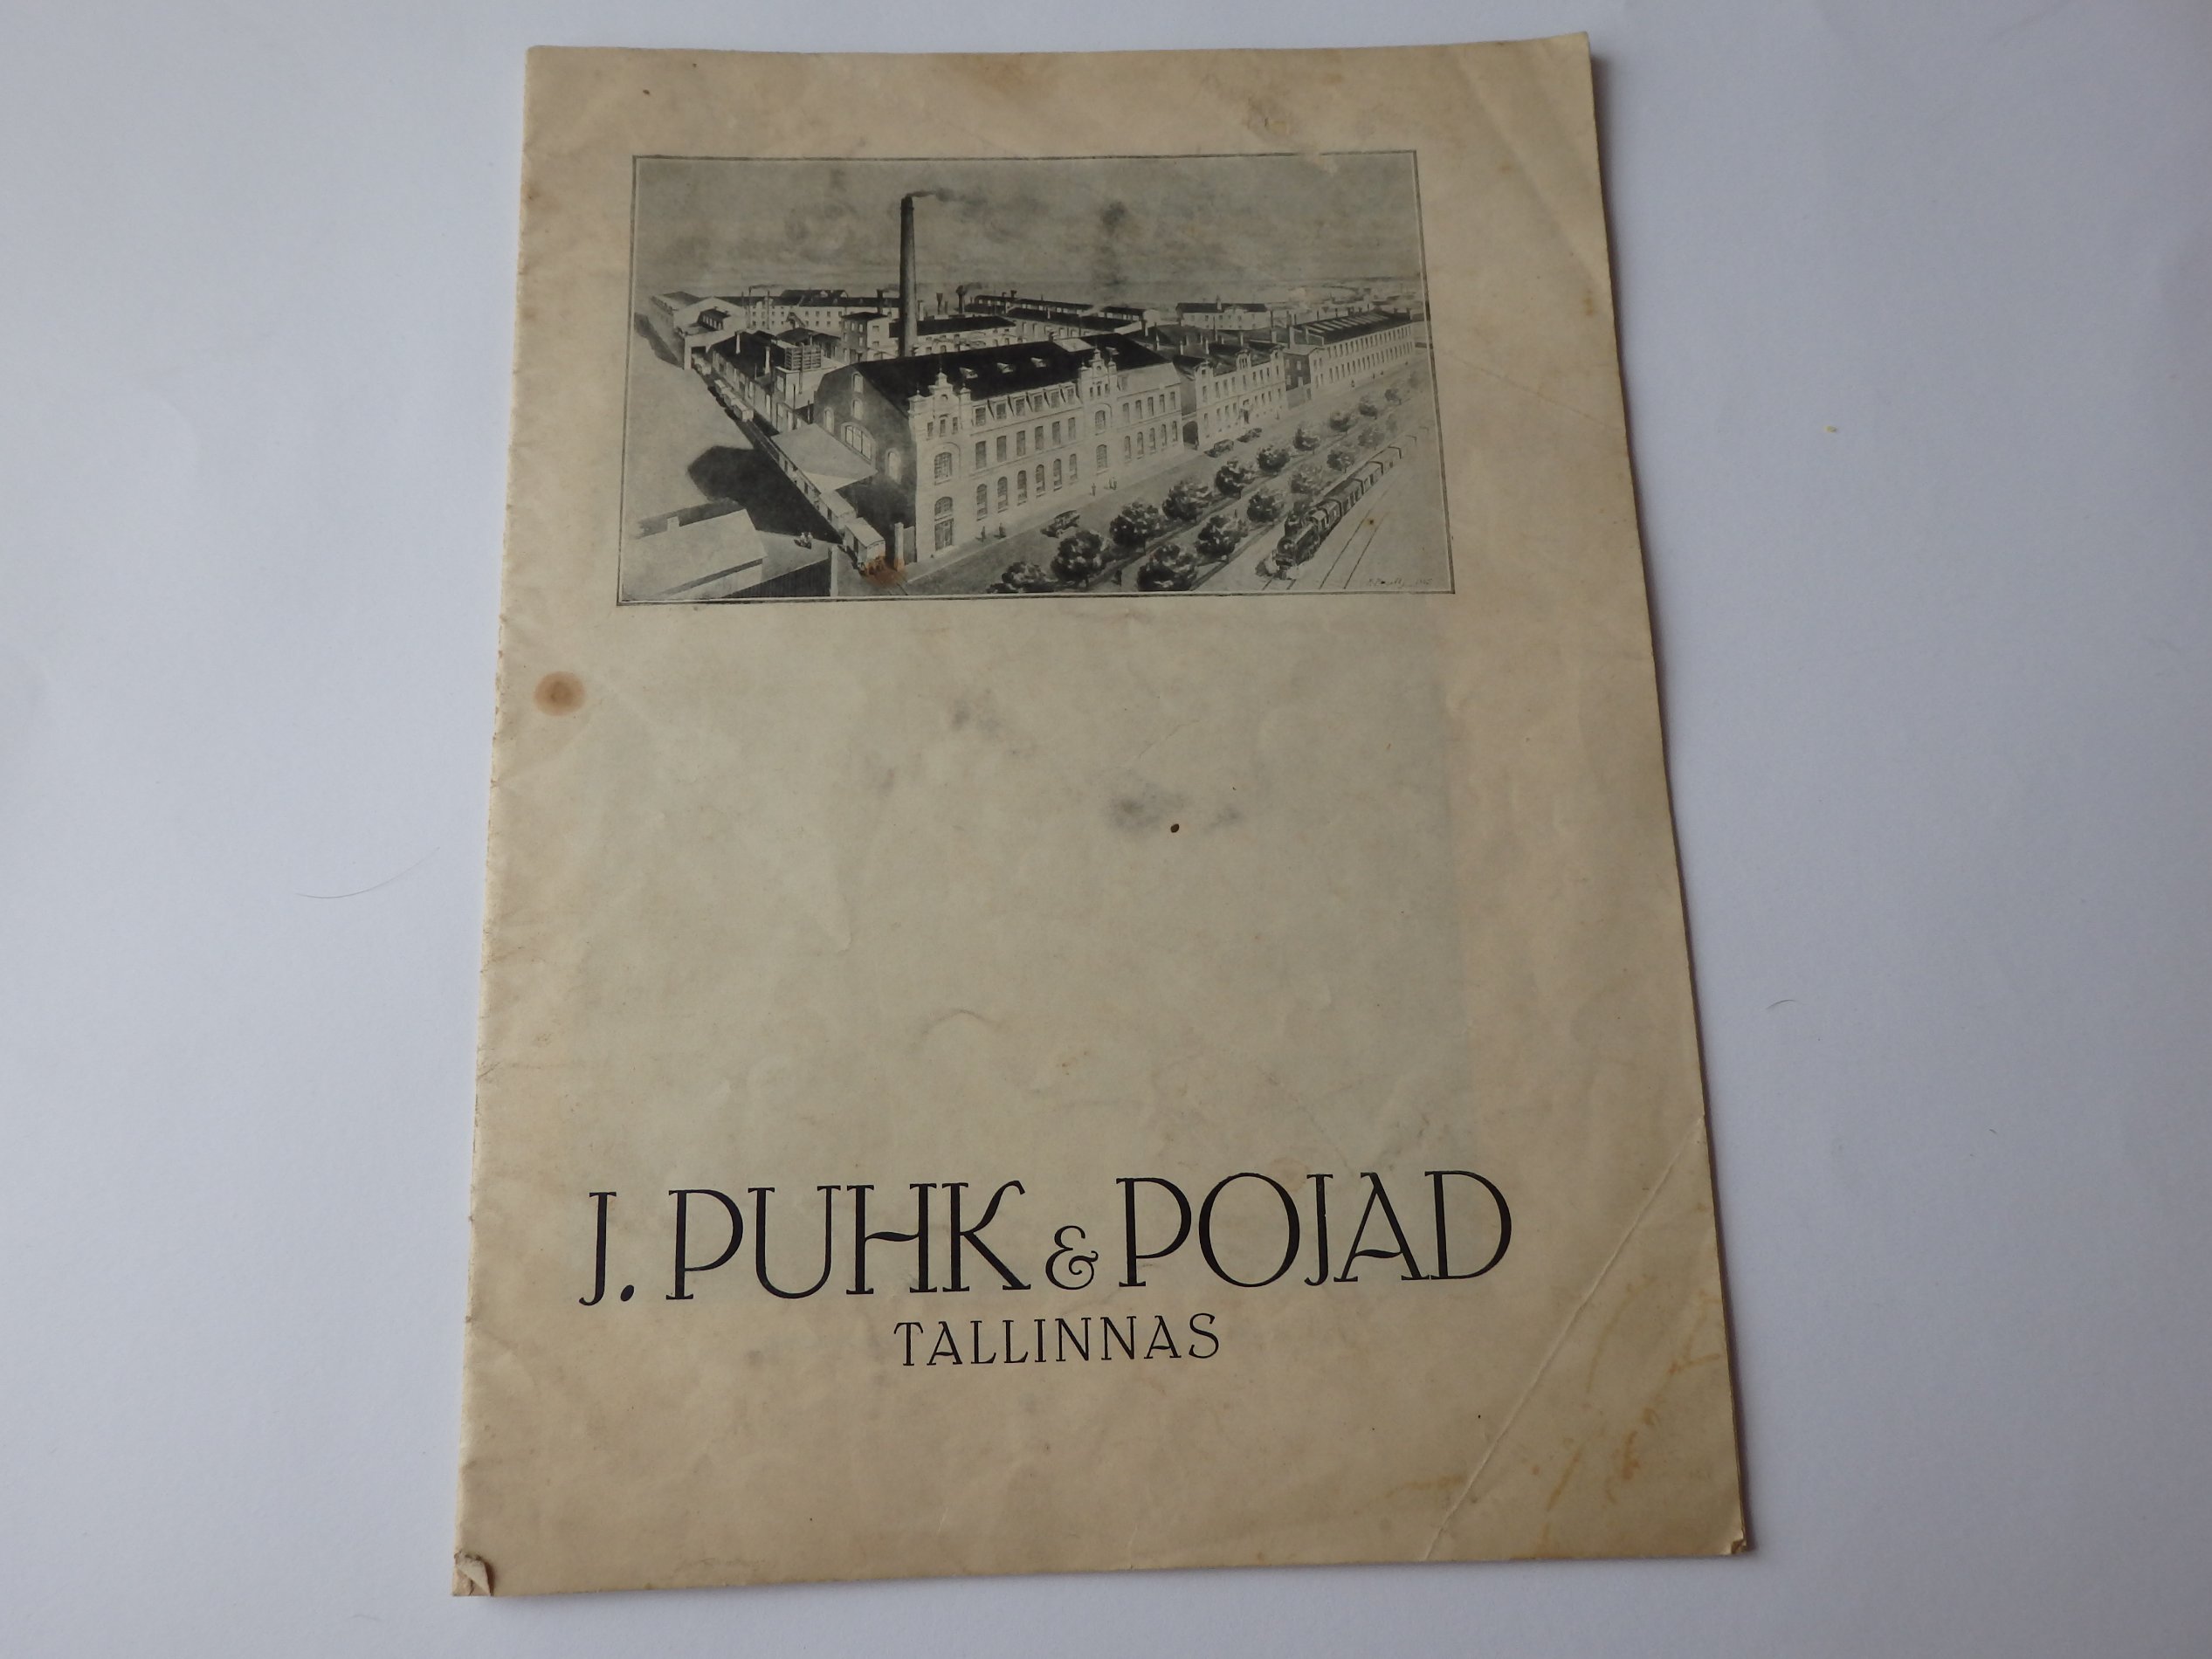 J. PUHK & POJAD
TALLINNAS